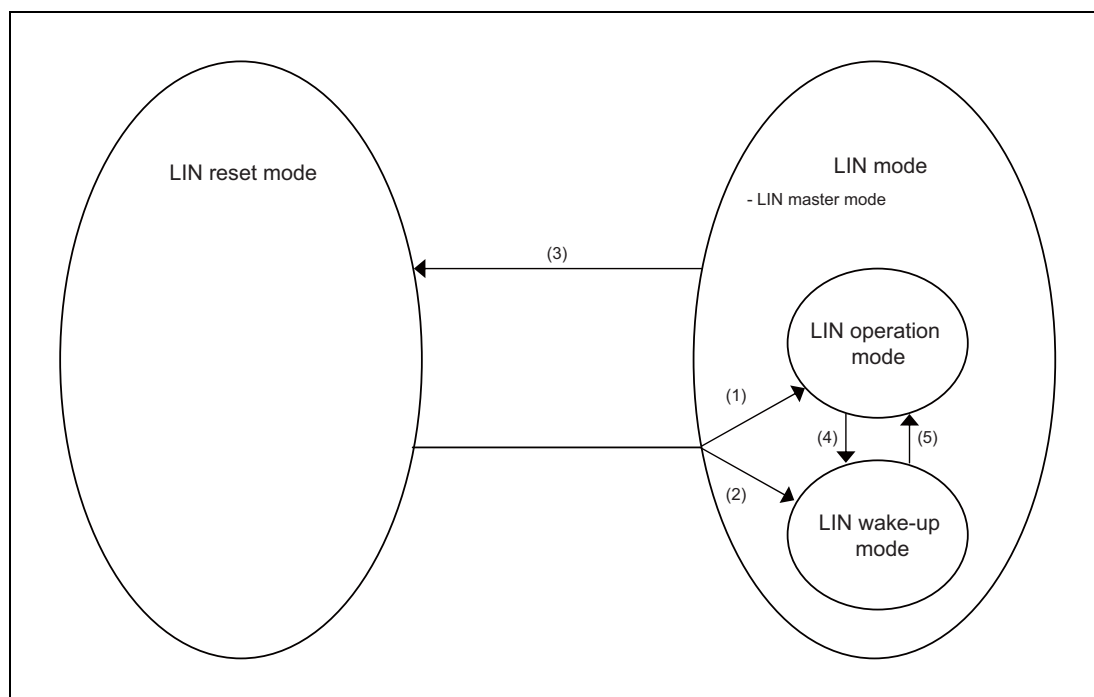 LIN reset mode
LIN mode
- LIN master mode
(3)
LIN operation
mode
(1)
(4)
(5)
(2)
LIN wake-up
mode